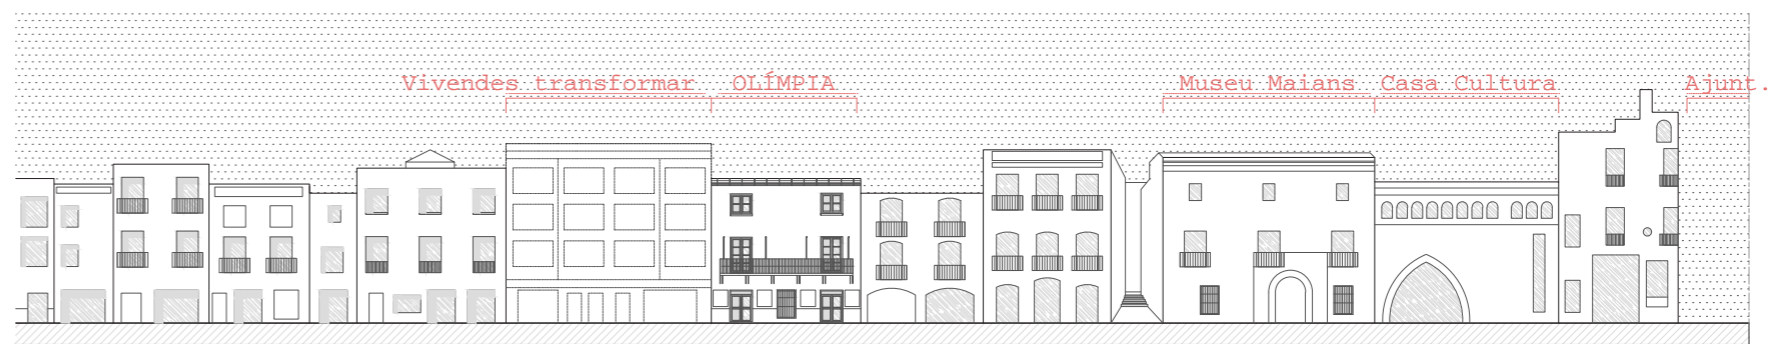 Vivendes transformar
OLÍMPIA
Museu Maians
Casa Cultura
Ajunt.